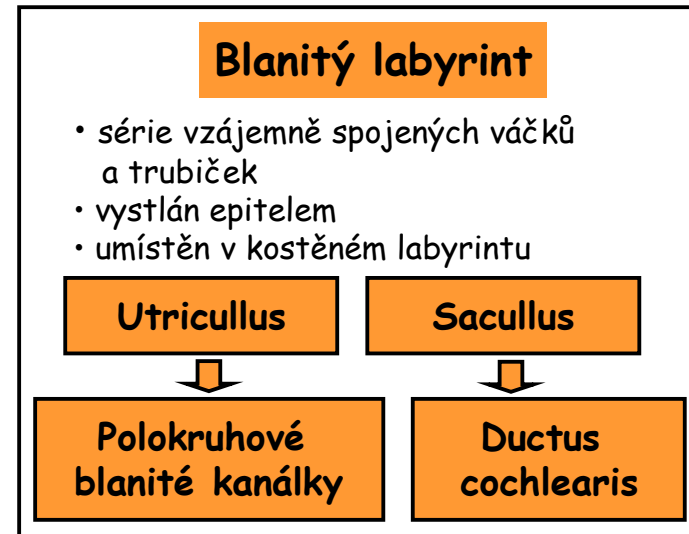 Blanitý labyrint
• série vzájemně spojených váčků
a trubiček
• vystlán epitelem
• umístěn v kostěném labyrintu
Utricullus
Sacullus
Polokruhové
blanité kanálky
Ductus
cochlearis